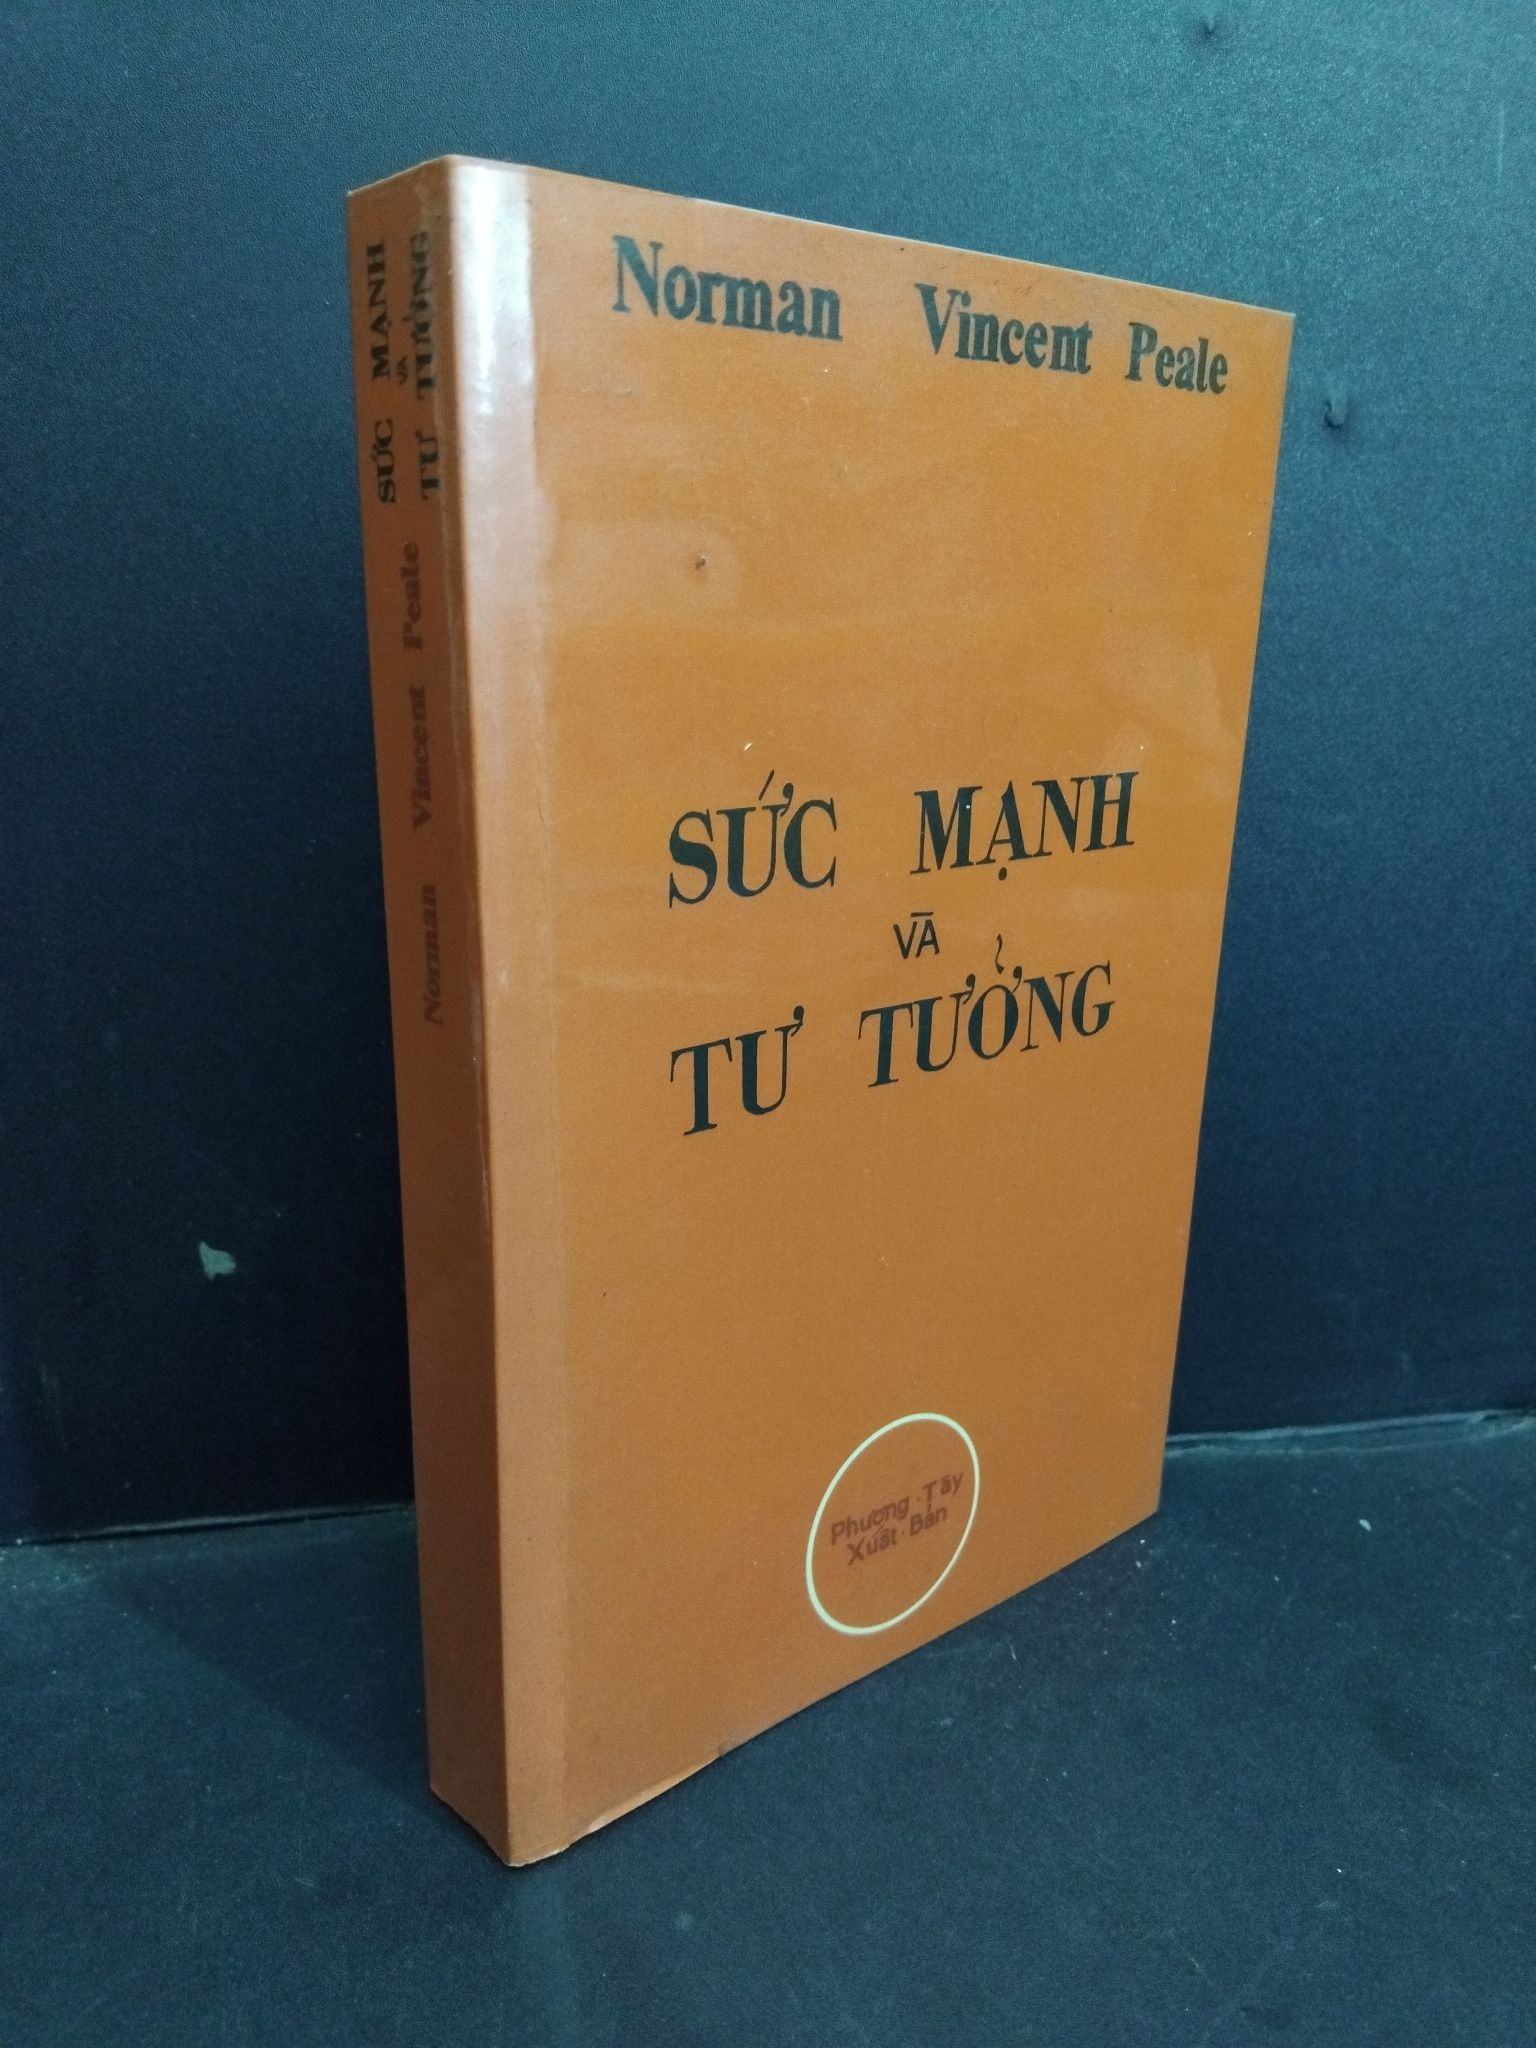 Norman Vincent Peale
SỨC MẠNH
VÀ
TƯ TƯỞNG
Phương-Tây
Xuất-Bản
SỨC MẠNH
VÀ
TƯ TƯỞNG
Norman Vincent Peale